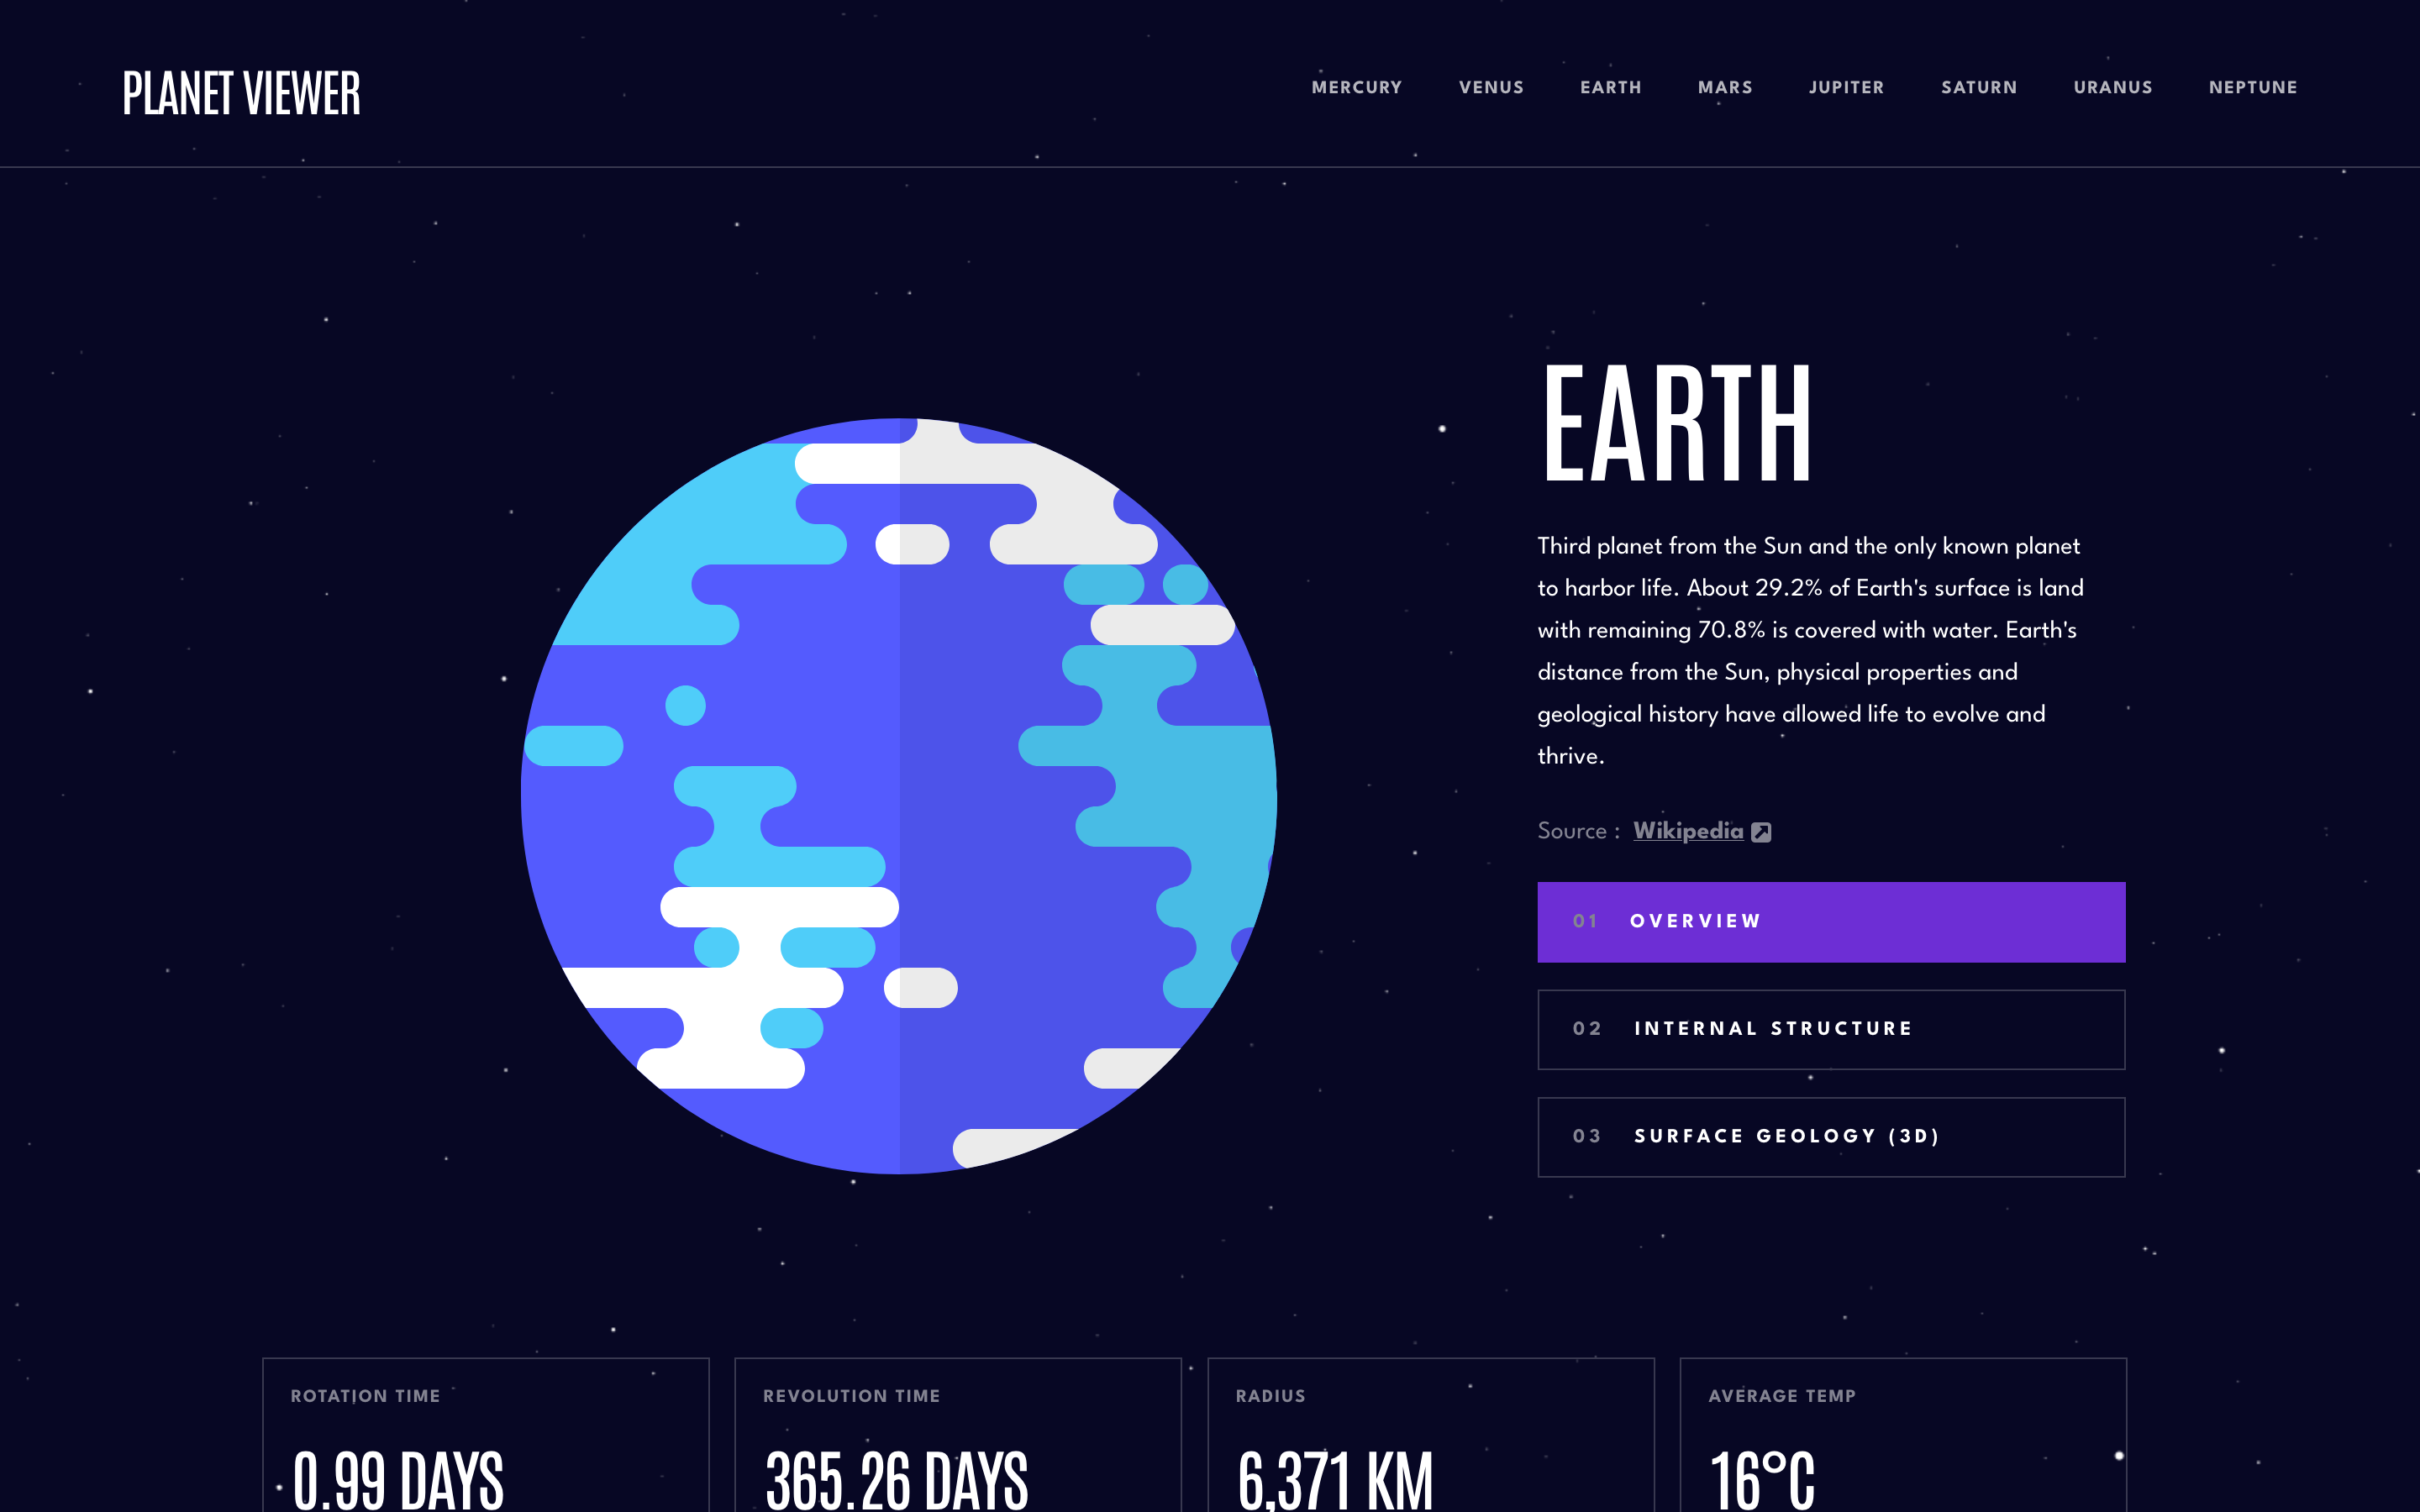 PLANET VIEWER
MERCURY VENUS EARTH MARS JUPITER SATURN URANUS NEPTUNE
EARTH
Third planet from the Sun and the only known planet
to harbor life. About 29.2% of Earth's surface is land
with remaining 70.8% is covered with water. Earth's
distance from the Sun, physical properties and
geological history have allowed life to evolve and
thrive.
Source : Wikipedia
01 OVERVIEW
02 INTERNAL STRUCTURE
03 SURFACE GEOLOGY (3D)
ROTATION TIME
0.99 DAYS
REVOLUTION TIME
365.26 DAYS
RADIUS
6,371 KM
AVERAGE TEMP
16°C